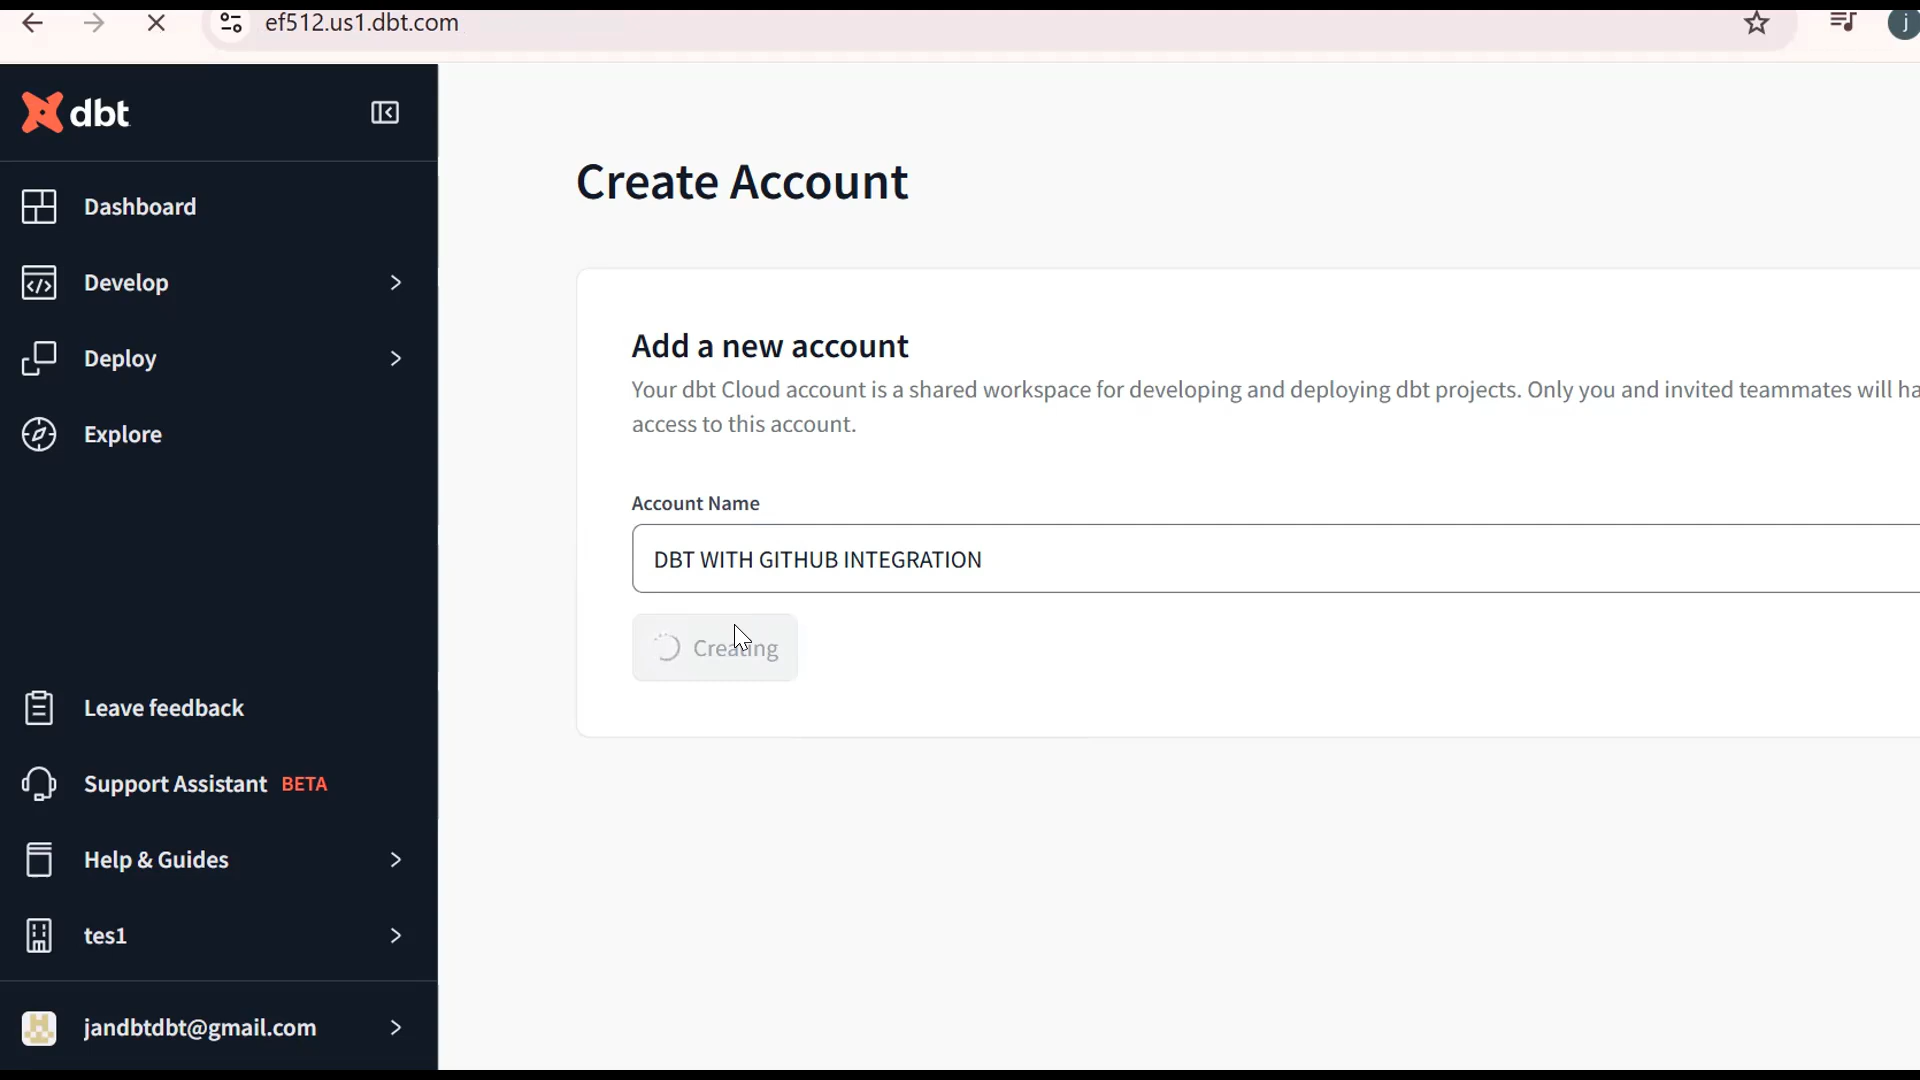 ef512.us1.dbt.com
j
dbt
Dashboard
Develop
Deploy
Explore
Leave feedback
Support Assistant BETA
Help & Guides
tes1
jandbtdbt@gmail.com
Create Account
Add a new account
Your dbt Cloud account is a shared workspace for developing and deploying dbt projects. Only you and invited teammates will ha
access to this account.
Account Name
DBT WITH GITHUB INTEGRATION
Creating